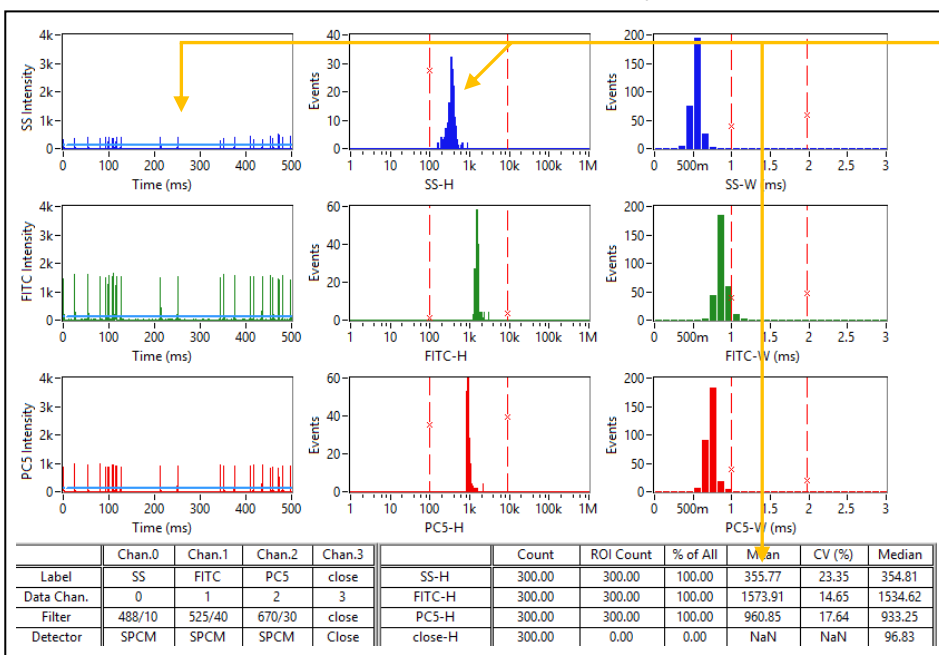 4k 3k 2k 1k 0 SS Intensity 0 100 200 300 400 500 Time (ms)
40 30 20 10 0 Events 1 10 100 1k 10k 100k 1M SS-H
200 150 100 50 0 Events 0 500m 1 1.5 2 2.5 3 SS-W (ms)
4k 3k 2k 1k 0 FITC Intensity 0 100 200 300 400 500 Time (ms)
60 40 20 0 Events 1 10 100 1k 10k 100k 1M FITC-H
200 150 100 50 0 Events 0 500m 1 1.5 2 2.5 3 FITC-W (ms)
4k 3k 2k 1k 0 PC5 Intensity 0 100 200 300 400 500 Time (ms)
60 40 20 0 Events 1 10 100 1k 10k 100k 1M PC5-H
200 150 100 50 0 Events 0 500m 1 1.5 2 2.5 3 PC5-W (ms)
Chan.0 Chan.1 Chan.2 Chan.3 Count ROI Count % of All Mean CV (%) Median
Label SS FITC PC5 close SS-H 300.00 300.00 100.00 355.77 23.35 354.81
Data Chan. 0 1 2 3 FITC-H 300.00 300.00 100.00 1573.91 14.65 1534.62
Filter 488/10 525/40 670/30 close PC5-H 300.00 300.00 100.00 960.85 17.64 933.25
Detector SPCM SPCM SPCM Close close-H 300.00 0.00 0.00 NaN NaN 96.83